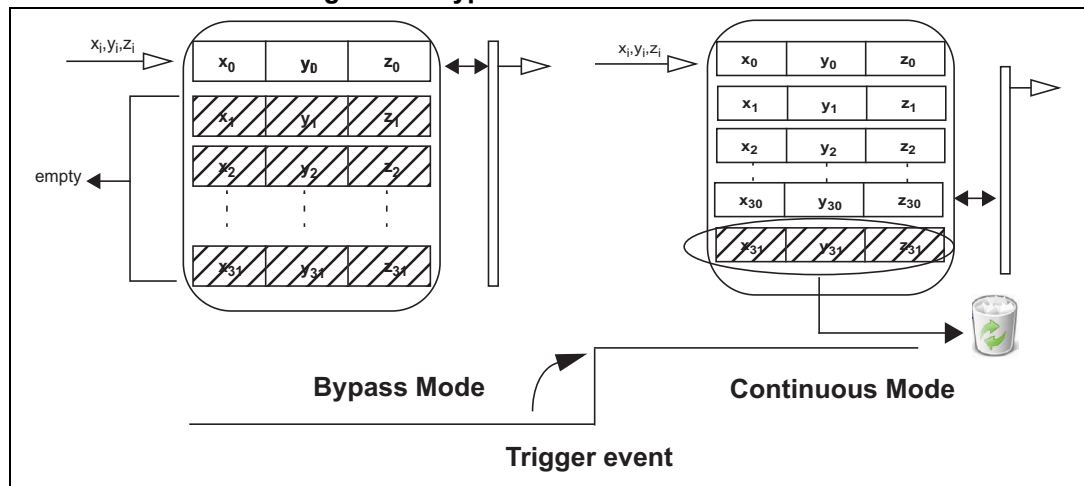 xi,yi,zi
x0 yD z0
x1 y1 z1
x2 y2 z2
x31 y31 z31
empty
xi,yi,zi
x0 y0 z0
x1 y1 z1
x2 y2 z2
x30 y30 z30
x31 y31 z31
Bypass Mode
Continuous Mode
Trigger event